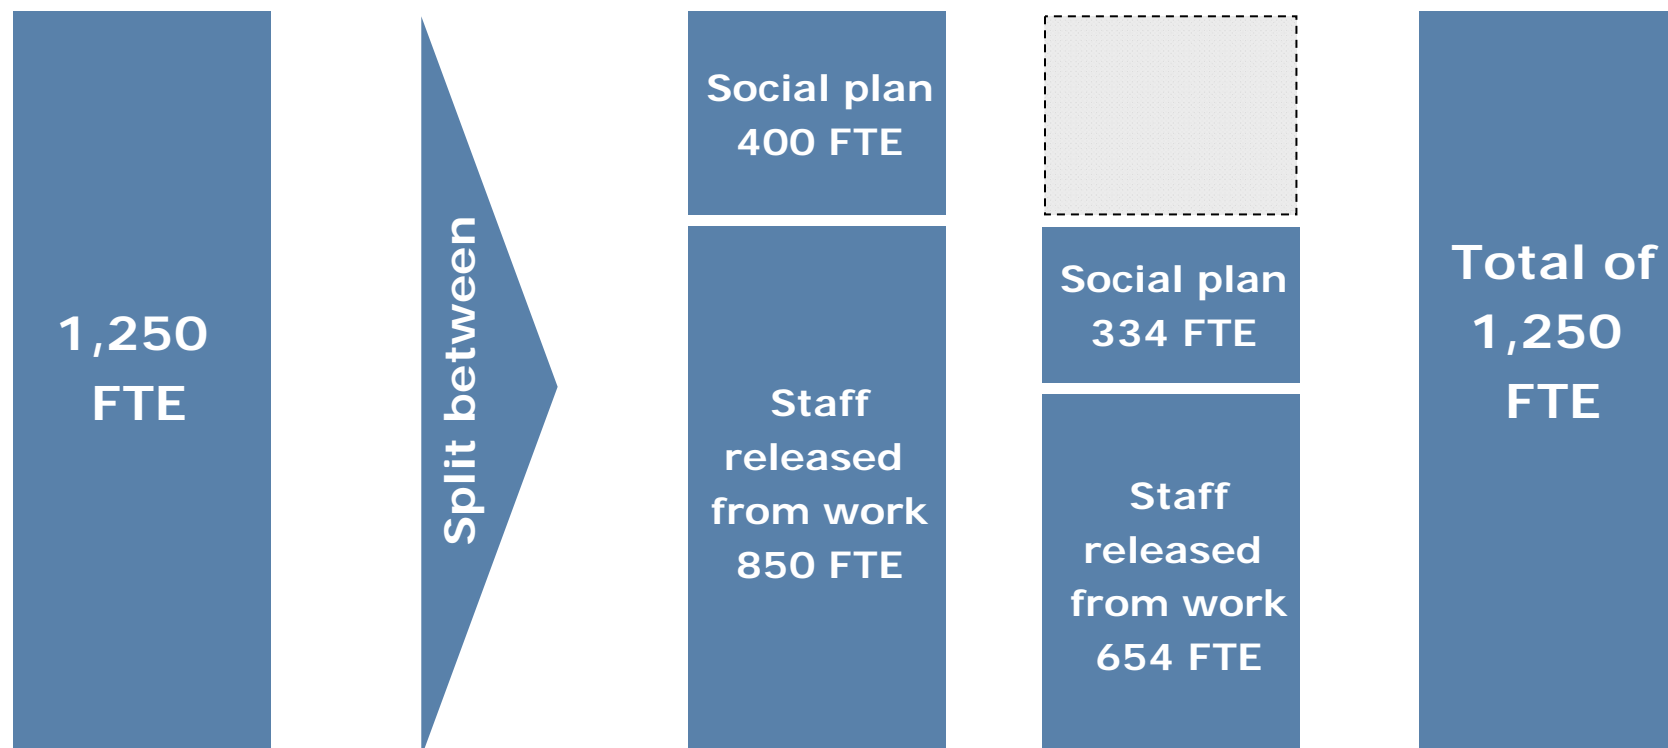 1,250
FTE
Split between
Social plan
400 FTE
Staff
released
from work
850 FTE
Social plan
334 FTE
Staff
released
from work
654 FTE
Total of
1,250
FTE